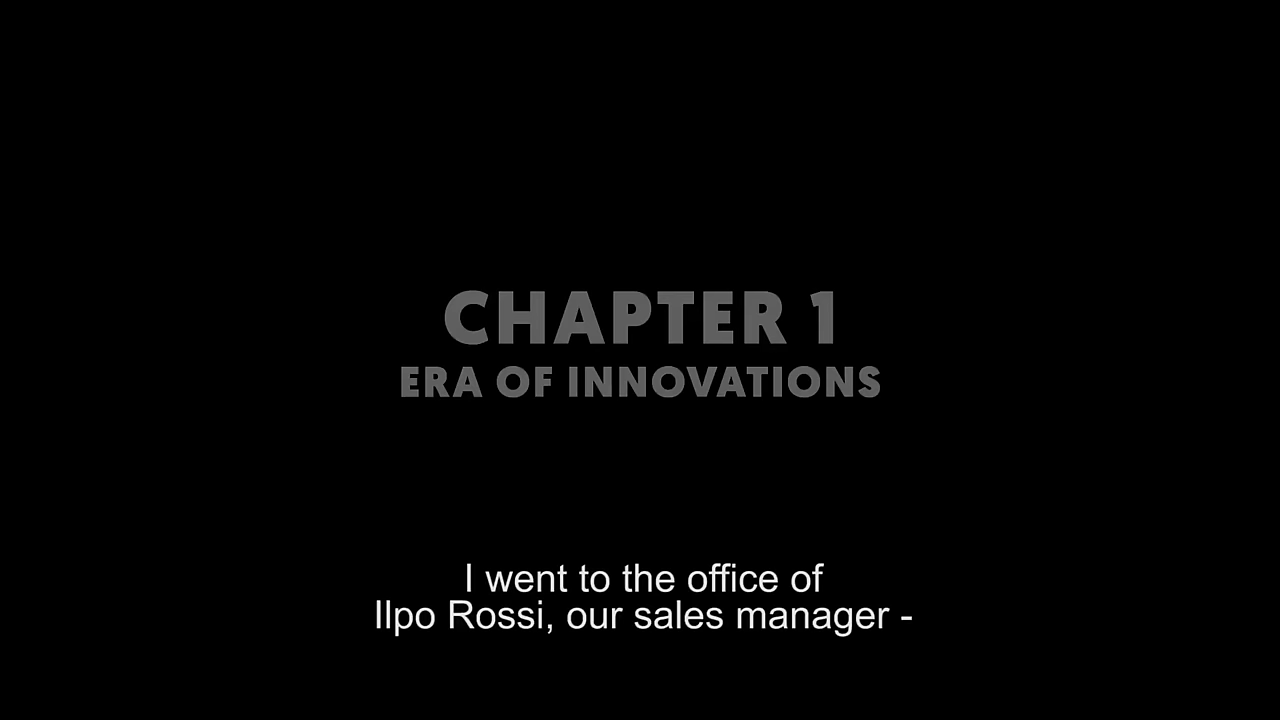 CHAPTER 1
ERA OF INNOVATIONS
I went to the office of
Ilpo Rossi, our sales manager -